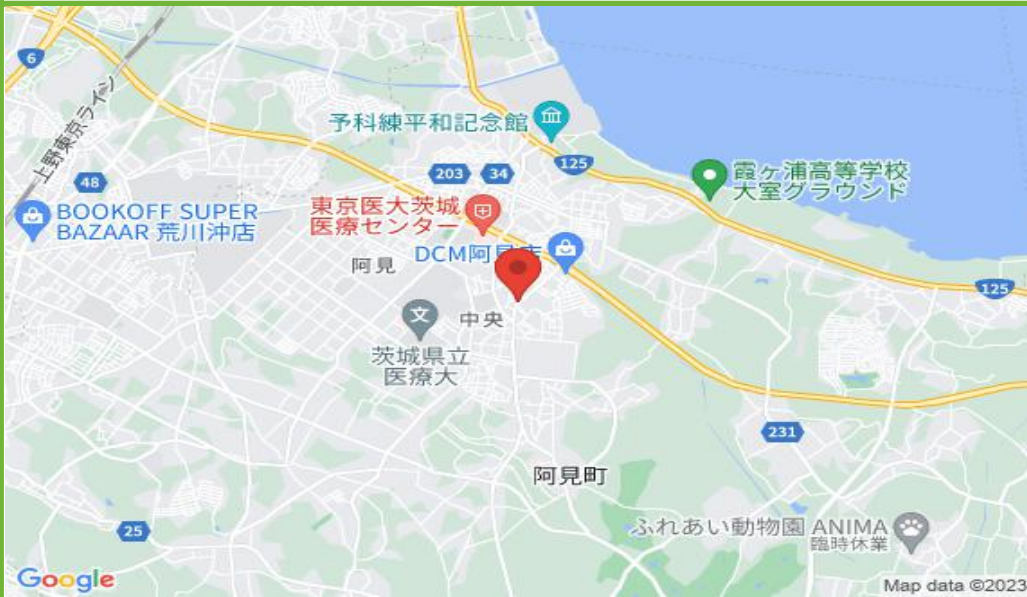 6
上野東京ライン
予科練平和記念館
125
203
34
霞ヶ浦高等学校
大室グラウンド
48
BOOKOFF SUPER
BAZAAR 荒川沖店
東京医大茨城
医療センター
DCM阿見店
阿見
125
中央
茨城県立
医療大
231
阿見町
25
ふれあい動物園 ANIMA
臨時休業
Google
Map data ©2023